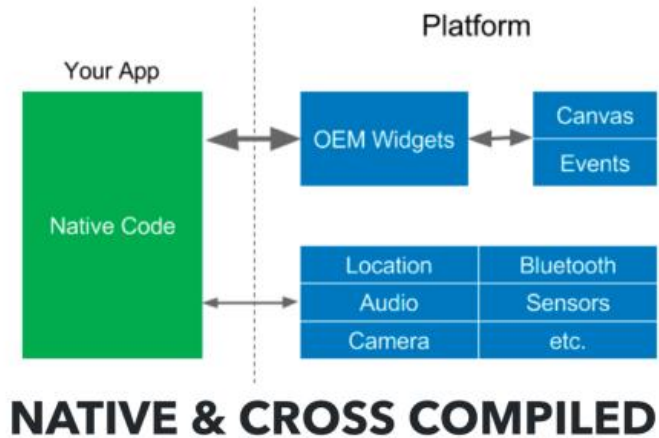 Platform
Your App
Native Code
OEM Widgets
Canvas
Events
Location
Bluetooth
Audio
Sensors
Camera
etc.
NATIVE & CROSS COMPILED